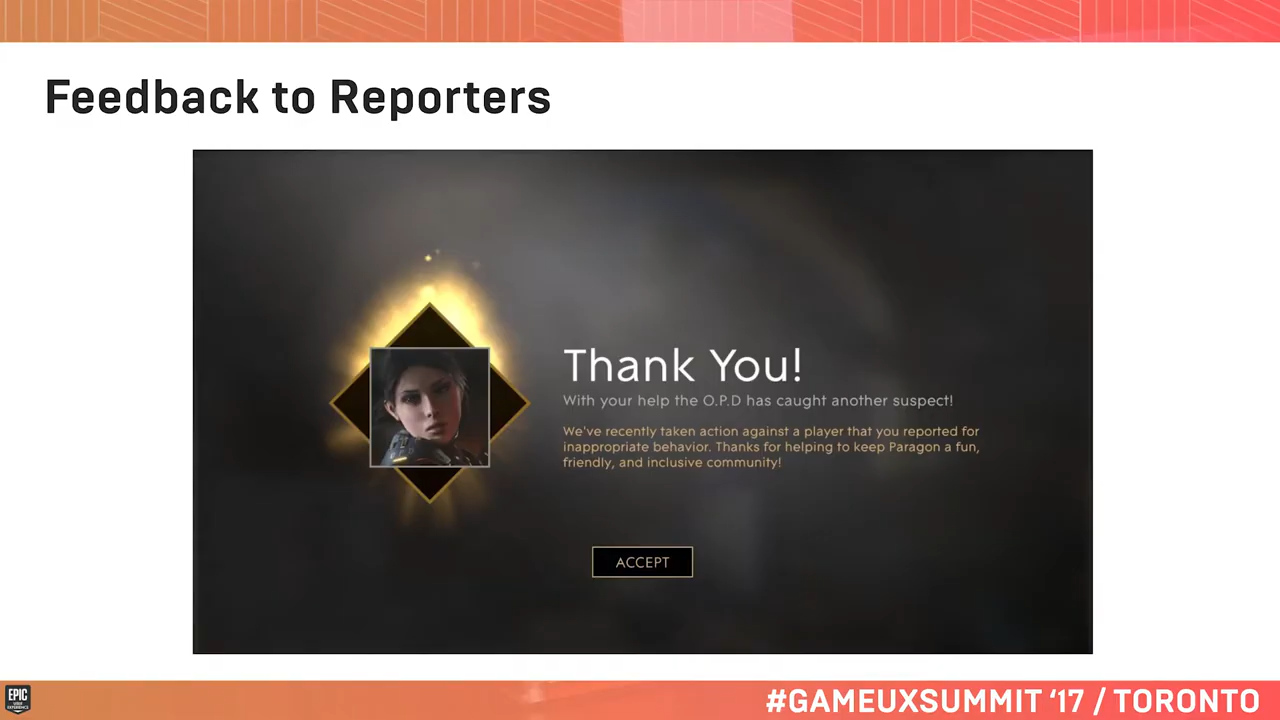 Feedback to Reporters
Thank You!
With your help the O.P.D has caught another suspect!
We've recently taken action against a player that you reported for
inappropriate behavior. Thanks for helping to keep Paragon a fun,
friendly, and inclusive community!
ACCEPT
EPIC
USER
EXPERIENCE
#GAMEUXSUMMIT ‘17 / TORONTO